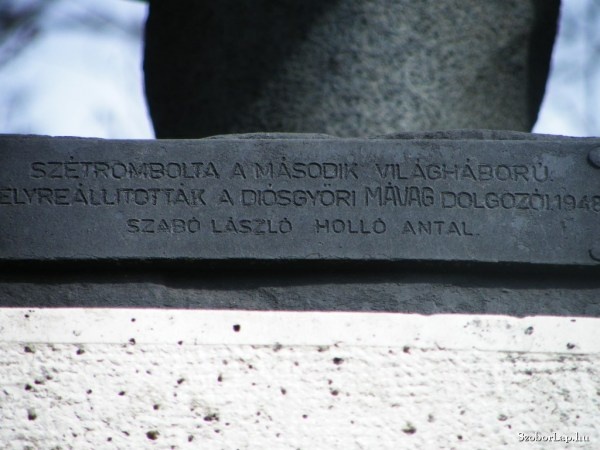 SZÉTROMBOLTA A MÁSODIK VILÁGHÁBORÚ.
ELYREÁLLITOTTÁK A DIÓSGYŐRI MÁVAG DOLGOZÓI, 1948
SZABÓ LÁSZLÓ HOLLÓ ANTAL.
SzoborLap.hu